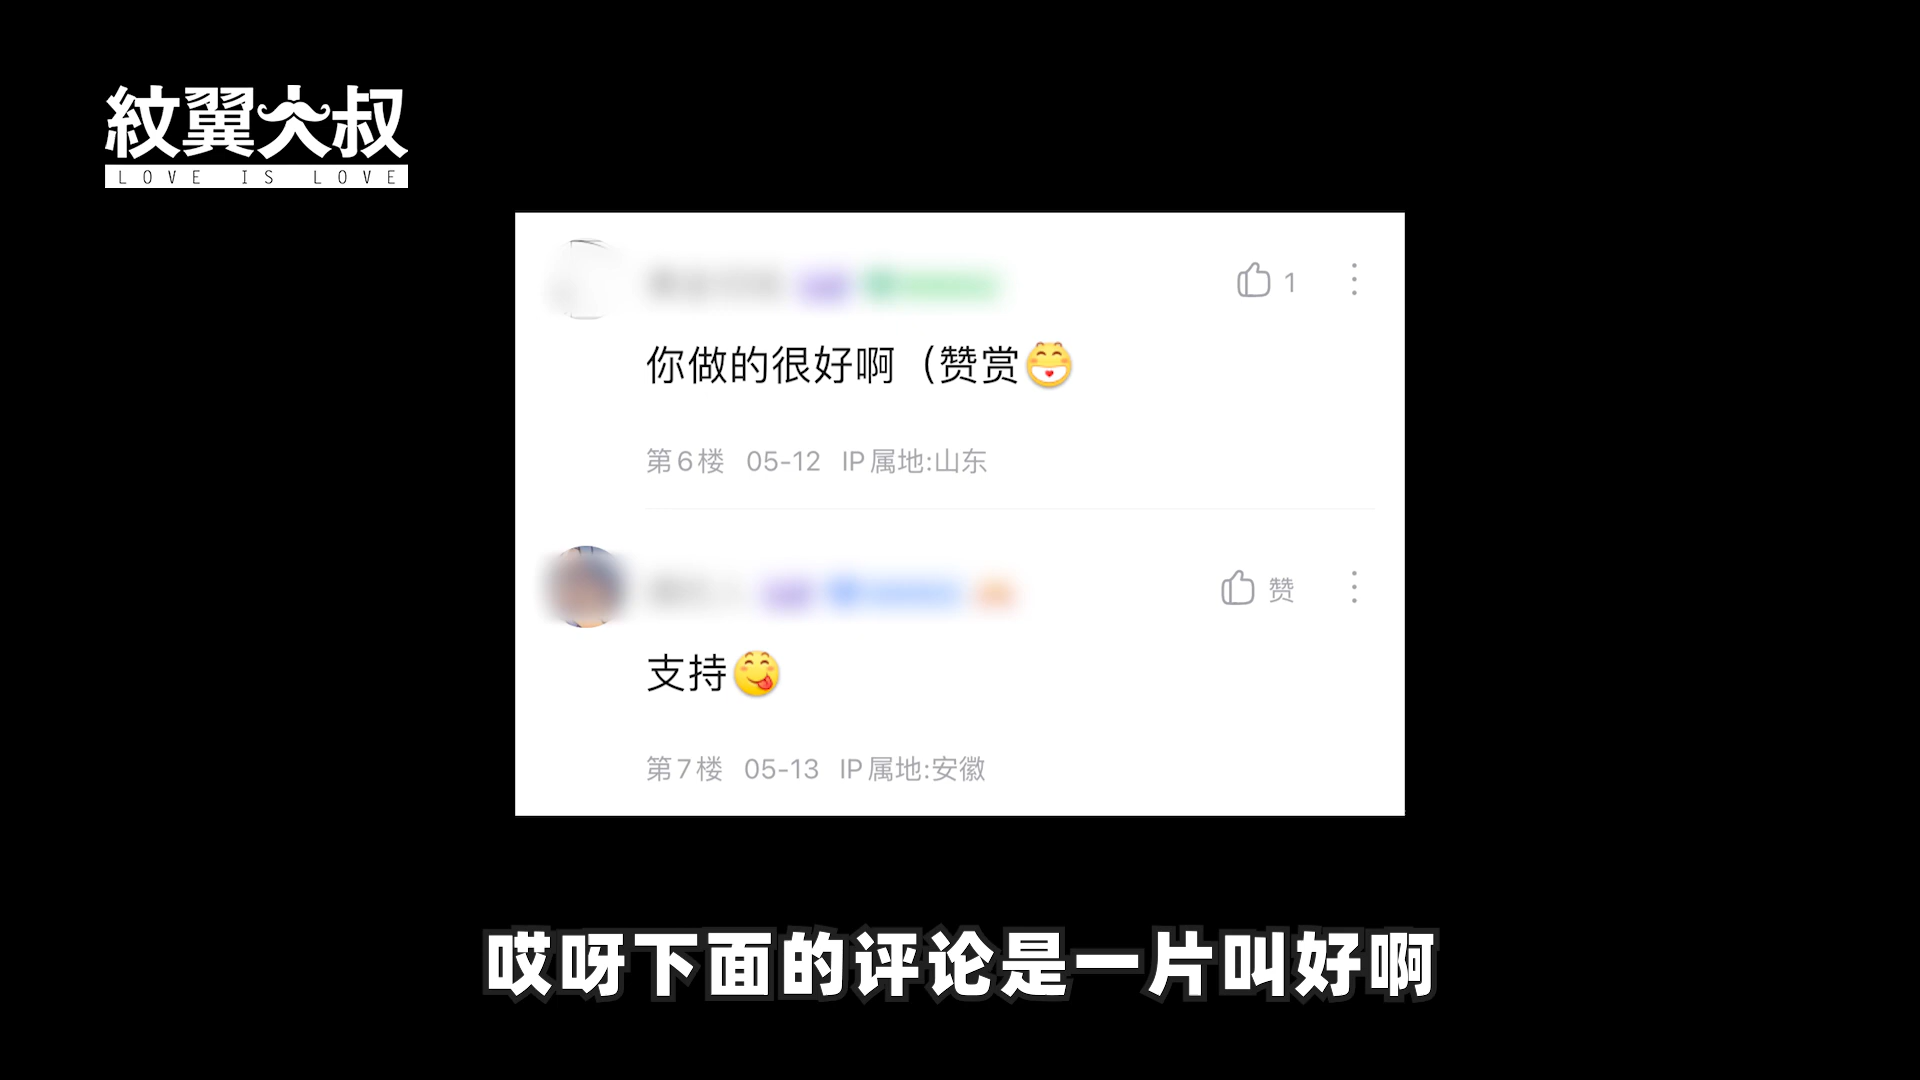 紋翼大叔
LOVE IS LOVE
1
你做的很好啊（赞赏
第6楼 05-12 IP属地:山东
赞
支持
第7楼 05-13 IP属地:安徽
哎呀下面的评论是一片叫好啊